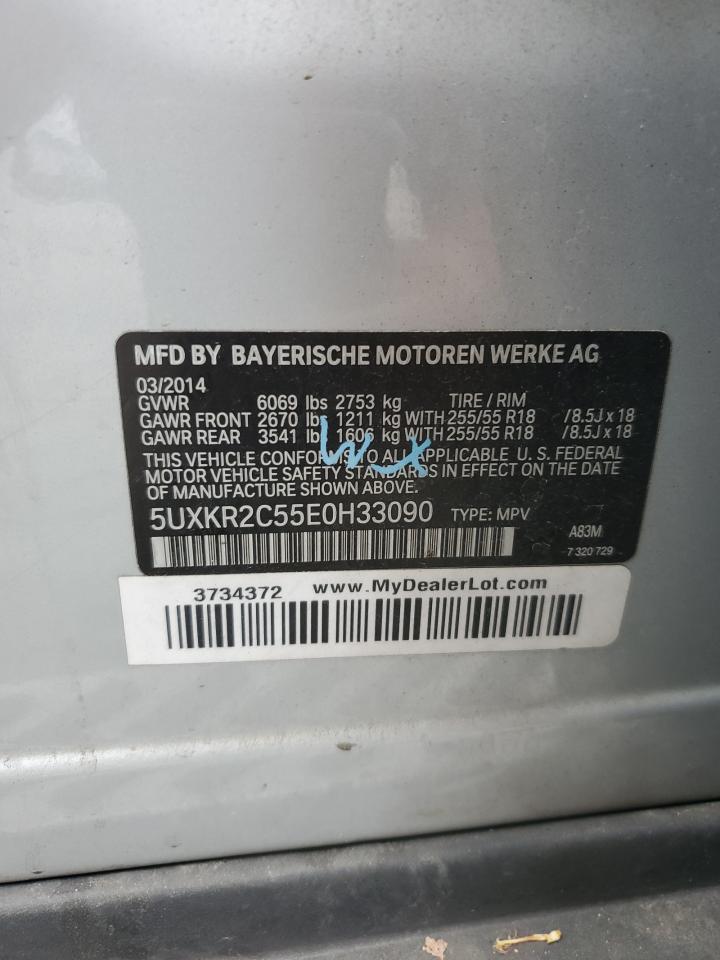 MFD BY BAYERISCHE MOTOREN WERKE AG
03/2014
GVWR 6069 lbs 2753 kg TIRE / RIM
GAWR FRONT 2670 lb 1211 kg WITH 255/55 R18 /8.5J x 18
GAWR REAR 3541 lb 1606 kg WITH 255/55 R18 /8.5J x 18
THIS VEHICLE CONFORMS TO ALL APPLICABLE U. S. FEDERAL
MOTOR VEHICLE SAFETY STANDARDS IN EFFECT ON THE DATE
OF MANUFACTURE SHOWN ABOVE.
5UXKR2C55E0H33090 TYPE: MPV
A83M
7 320 729
3734372 www.MyDealerLot.com